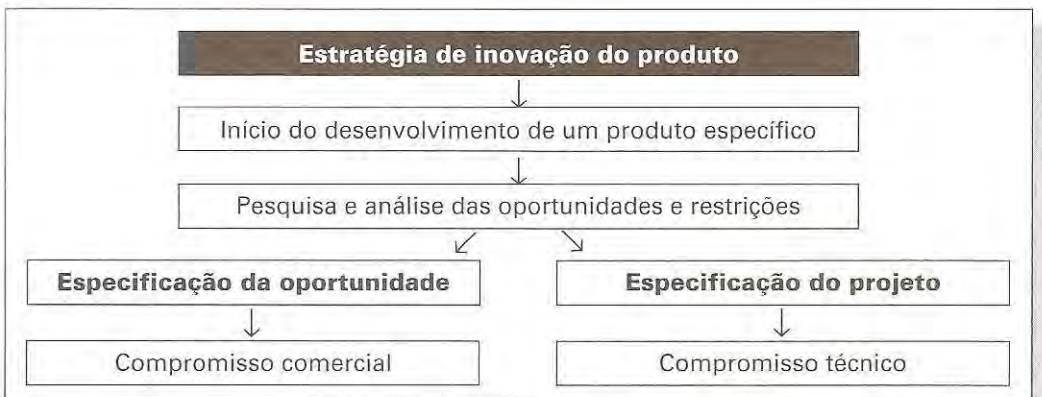 Estratégia de inovação do produto
Início do desenvolvimento de um produto específico
Pesquisa e análise das oportunidades e restrições
Especificação da oportunidade
Especificação do projeto
Compromisso comercial
Compromisso técnico